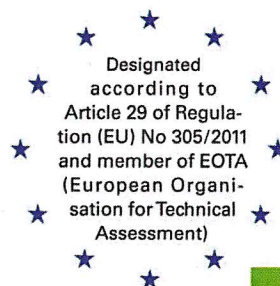 Designated
according to
Article 29 of Regula-
tion (EU) No 305/2011
and member of EOTA
(European Organi-
sation for Technical
Assessment)